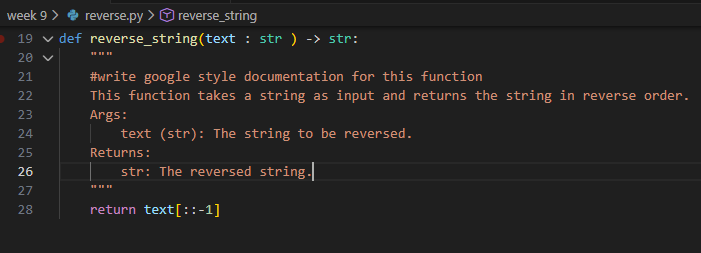 week 9 > reverse.py > reverse_string
19 def reverse_string(text : str ) -> str:
20 """
21 #write google style documentation for this function
22 This function takes a string as input and returns the string in reverse order.
23 Args:
24 text (str): The string to be reversed.
25 Returns:
26 str: The reversed string.
27 """
28 return text[::-1]